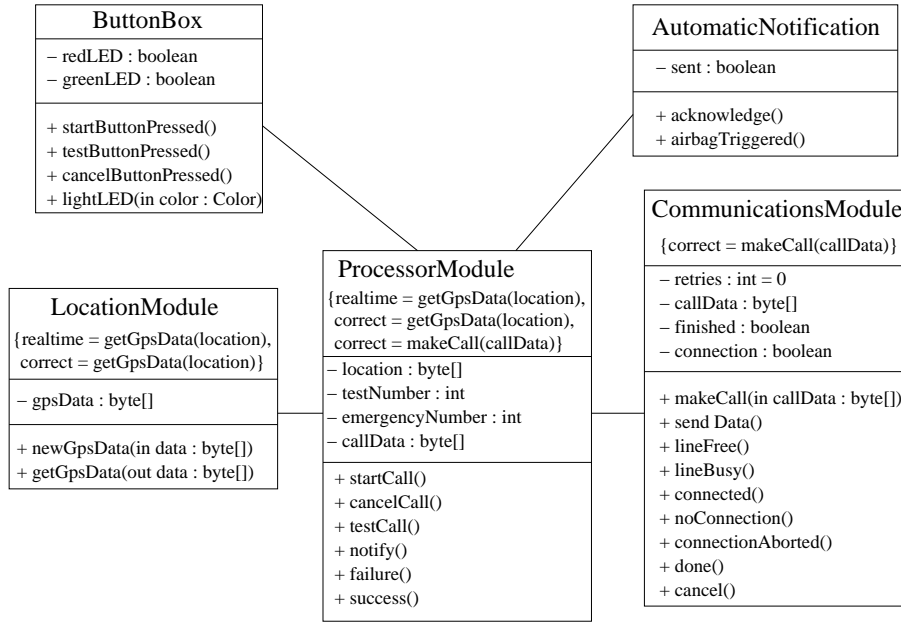 ButtonBox
– redLED : boolean
– greenLED : boolean
+ startButtonPressed()
+ testButtonPressed()
+ cancelButtonPressed()
+ lightLED(in color : Color)
AutomaticNotification
– sent : boolean
+ acknowledge()
+ airbagTriggered()
LocationModule
{realtime = getGpsData(location),
correct = getGpsData(location)}
– gpsData : byte[]
+ newGpsData(in data : byte[])
+ getGpsData(out data : byte[])
ProcessorModule
{realtime = getGpsData(location),
correct = getGpsData(location),
correct = makeCall(callData)}
– location : byte[]
– testNumber : int
– emergencyNumber : int
– callData : byte[]
+ startCall()
+ cancelCall()
+ testCall()
+ notify()
+ failure()
+ success()
CommunicationsModule
{correct = makeCall(callData)}
– retries : int = 0
– callData : byte[]
– finished : boolean
– connection : boolean
+ makeCall(in callData : byte[])
+ send Data()
+ lineFree()
+ lineBusy()
+ connected()
+ noConnection()
+ connectionAborted()
+ done()
+ cancel()